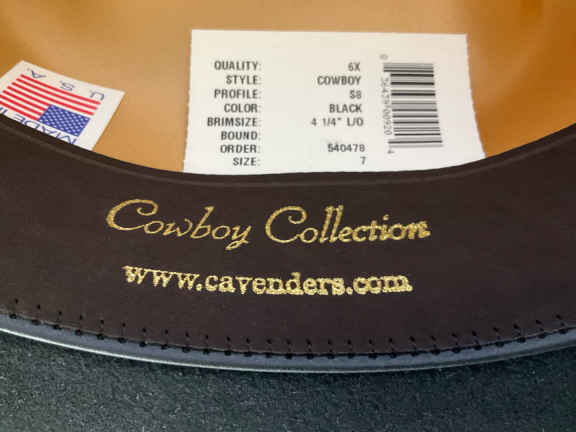 QUALITY: 6X
STYLE: COWBOY
PROFILE: S8
COLOR: BLACK
BRIMSIZE: 4 1/4" L/O
BOUND:
ORDER: 540478
SIZE: 7
U. S. A
MADE I
Cowboy Collection
www.cavenders.com